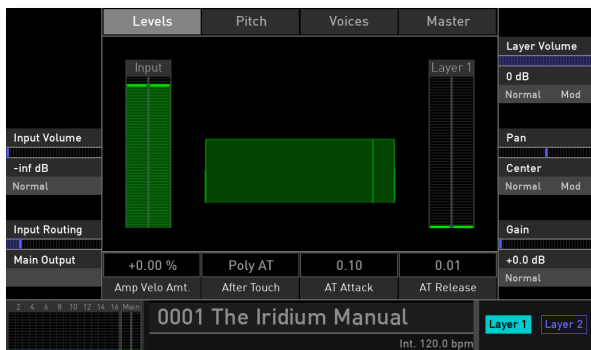 Levels Pitch Voices Master
Layer Volume
Input Layer 1
0 dB
Normal Mod
Input Volume Pan
-inf dB Center
Normal Normal Mod
Input Routing Gain
Main Output +0.00 % Poly AT 0.10 0.01 +0.0 dB
Normal
Amp Velo Amt. After Touch AT Attack AT Release
2 4 6 8 10 12 14 16 Main
0001 The Iridium Manual
Layer 1 Layer 2
Int. 120.0 bpm